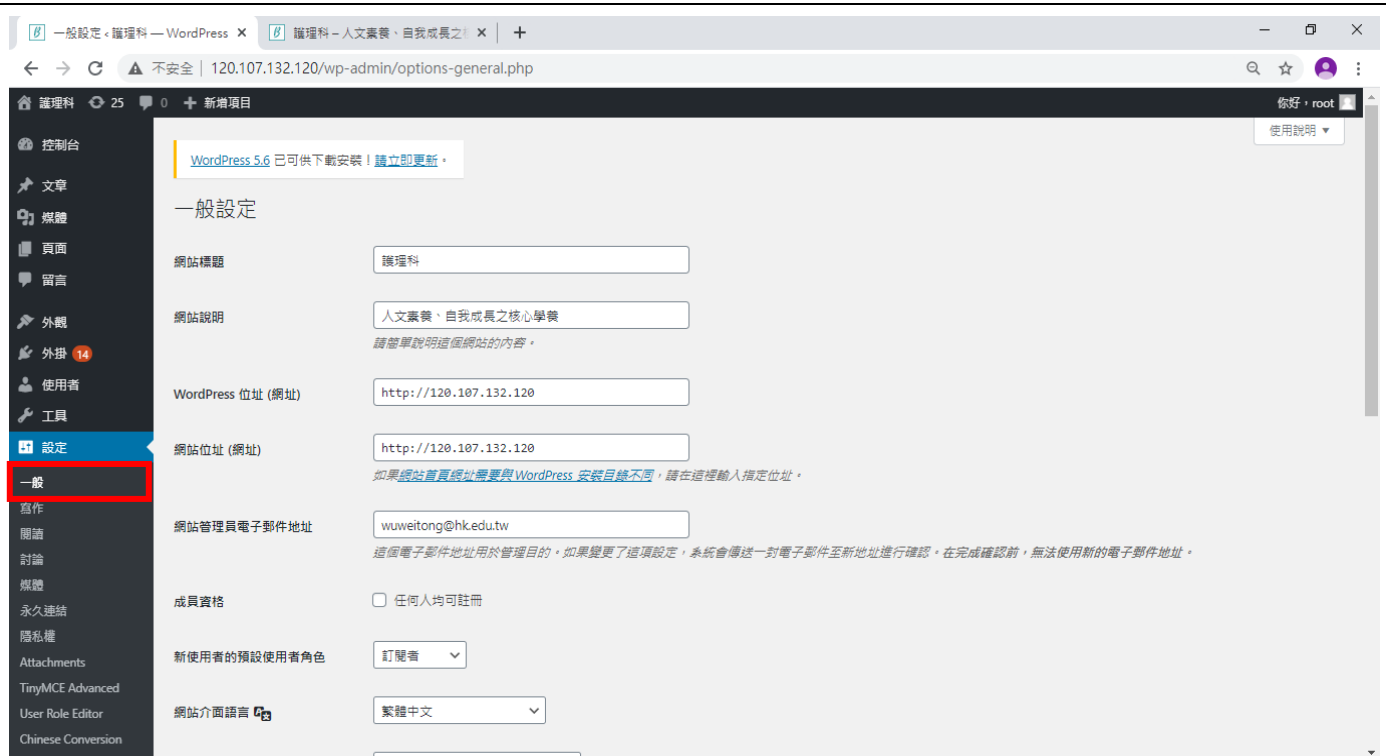 一般設定 ‹ 護理科 — WordPress
護理科 – 人文素養、自我成長之
不安全 | 120.107.132.120/wp-admin/options-general.php
護理科 25 0 新增項目
你好，root
使用說明
控制台
文章
媒體
頁面
留言
外觀
外掛 14
使用者
工具
設定
一般
寫作
閱讀
討論
媒體
永久連結
隱私權
Attachments
TinyMCE Advanced
User Role Editor
Chinese Conversion
WordPress 5.6 已可供下載安裝！請立即更新。
一般設定
網站標題
護理科
網站說明
人文素養、自我成長之核心學養
請簡單說明這個網站的內容。
WordPress 位址 (網址)
http://120.107.132.120
網站位址 (網址)
http://120.107.132.120
如果網站首頁網址需要與 WordPress 安裝目錄不同，請在這裡輸入指定位址。
網站管理員電子郵件地址
wuweitong@hk.edu.tw
這個電子郵件地址用於管理目的。如果變更了這項設定，系統會傳送一封電子郵件至新地址進行確認。在完成確認前，無法使用新的電子郵件地址。
成員資格
任何人均可註冊
新使用者的預設使用者角色
訂閱者
網站介面語言
繁體中文